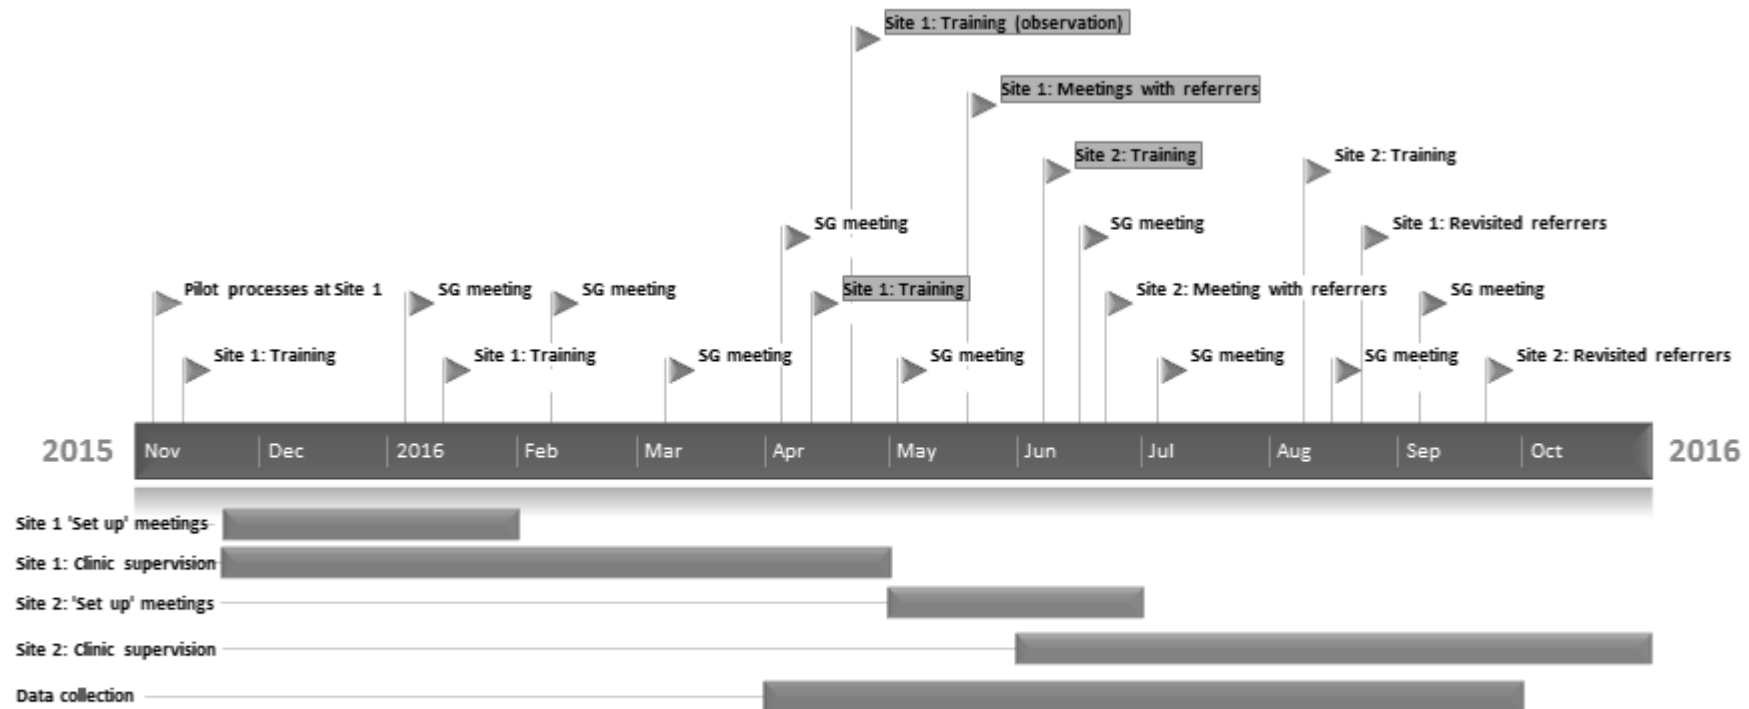 Site 1: Training (observation)
Site 1: Meetings with referrers
Site 2: Training
Site 2: Training
SG meeting
SG meeting
Site 1: Revisited referrers
Pilot processes at Site 1
SG meeting
SG meeting
Site 1: Training
Site 2: Meeting with referrers
SG meeting
Site 1: Training
Site 1: Training
SG meeting
SG meeting
SG meeting
SG meeting
Site 2: Revisited referrers
2015
Nov
Dec
2016
Feb
Mar
Apr
May
Jun
Jul
Aug
Sep
Oct
2016
Site 1 'Set up' meetings
Site 1: Clinic supervision
Site 2: 'Set up' meetings
Site 2: Clinic supervision
Data collection